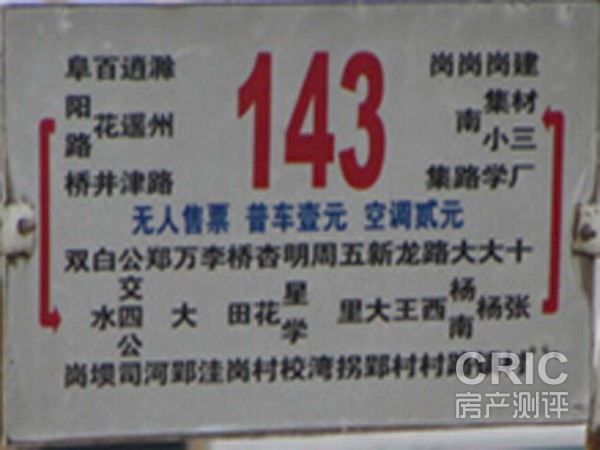 143
阜阳路桥
百花井
逍遥津
滁州路
岗集
岗南路
岗集小学
建材三厂
无人售票 普车壹元 空调贰元
双岗
白水坝
公交四公司
郑河
万大郢
李洼
桥田岗
杏花村
明星学校
周湾
五里拐
新大郢
龙王村
路西村
大杨南路
大杨
十张
CRIC
房产测评